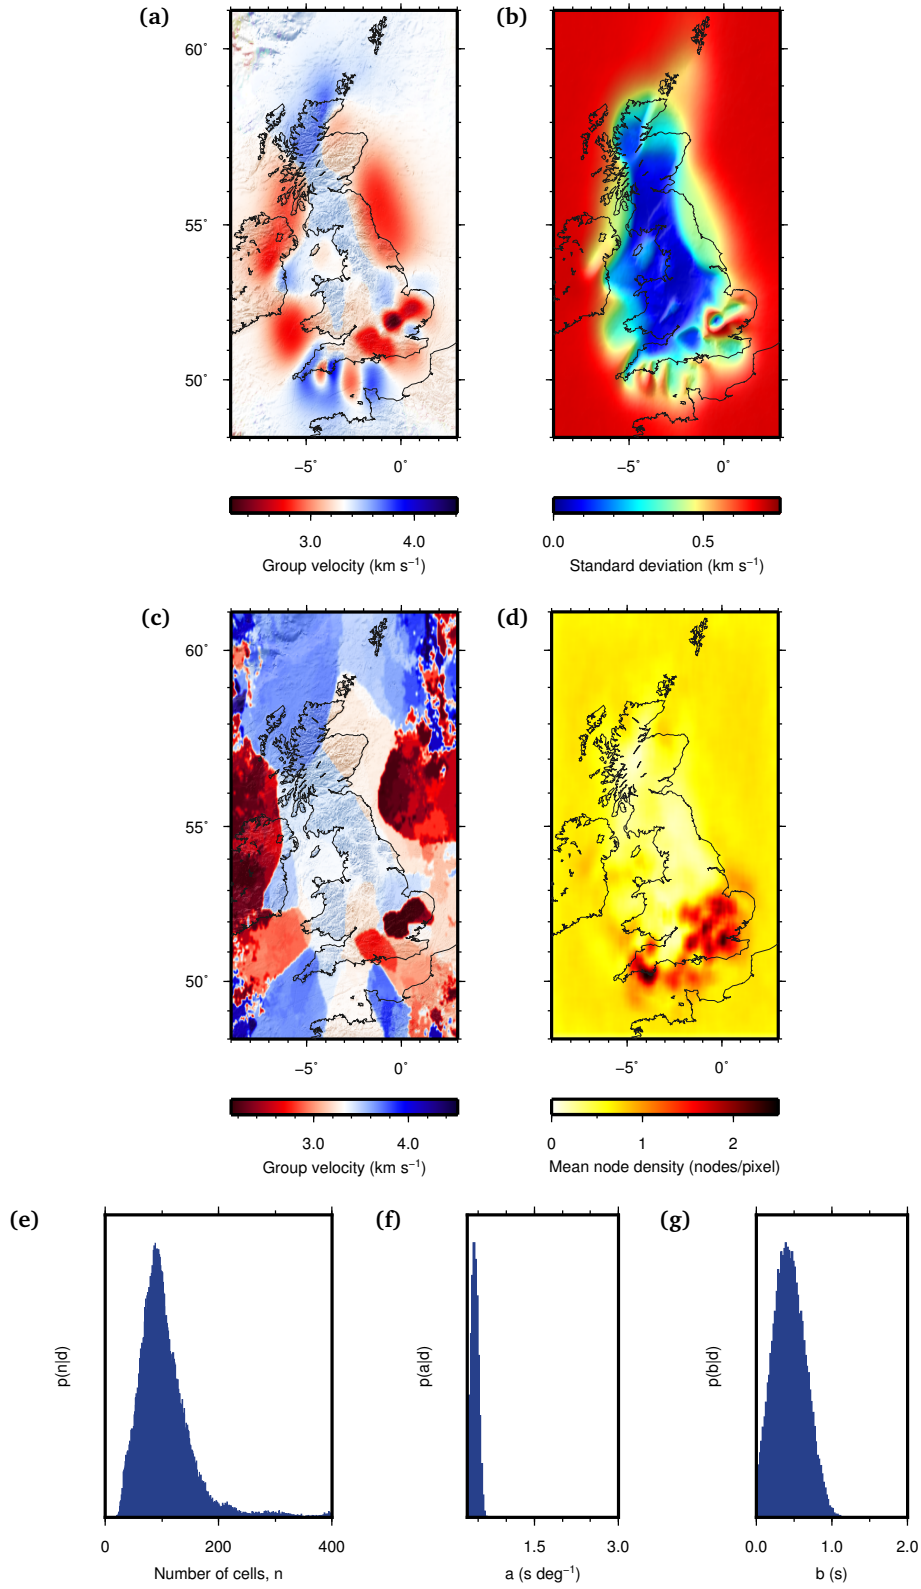 (a)
(b)
60˚
55˚
50˚
−5˚ 0˚
−5˚ 0˚
3.0 4.0
Group velocity (km s⁻¹)
0.0 0.5
Standard deviation (km s⁻¹)
(c)
(d)
60˚
55˚
50˚
−5˚ 0˚
−5˚ 0˚
3.0 4.0
Group velocity (km s⁻¹)
0 1 2
Mean node density (nodes/pixel)
(e)
p(n|d)
0 200 400
Number of cells, n
(f)
p(a|d)
1.5 3.0
a (s deg⁻¹)
(g)
p(b|d)
0.0 1.0 2.0
b (s)